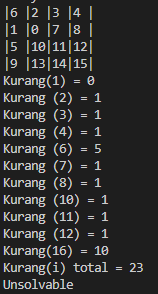 |6 |2 |3 |4 |
|1 |0 |7 |8 |
|5 |10|11|12|
|9 |13|14|15|
Kurang(1) = 0
Kurang (2) = 1
Kurang (3) = 1
Kurang (4) = 1
Kurang (6) = 5
Kurang (7) = 1
Kurang (8) = 1
Kurang (10) = 1
Kurang (11) = 1
Kurang (12) = 1
Kurang(16) = 10
Kurang(i) total = 23
Unsolvable